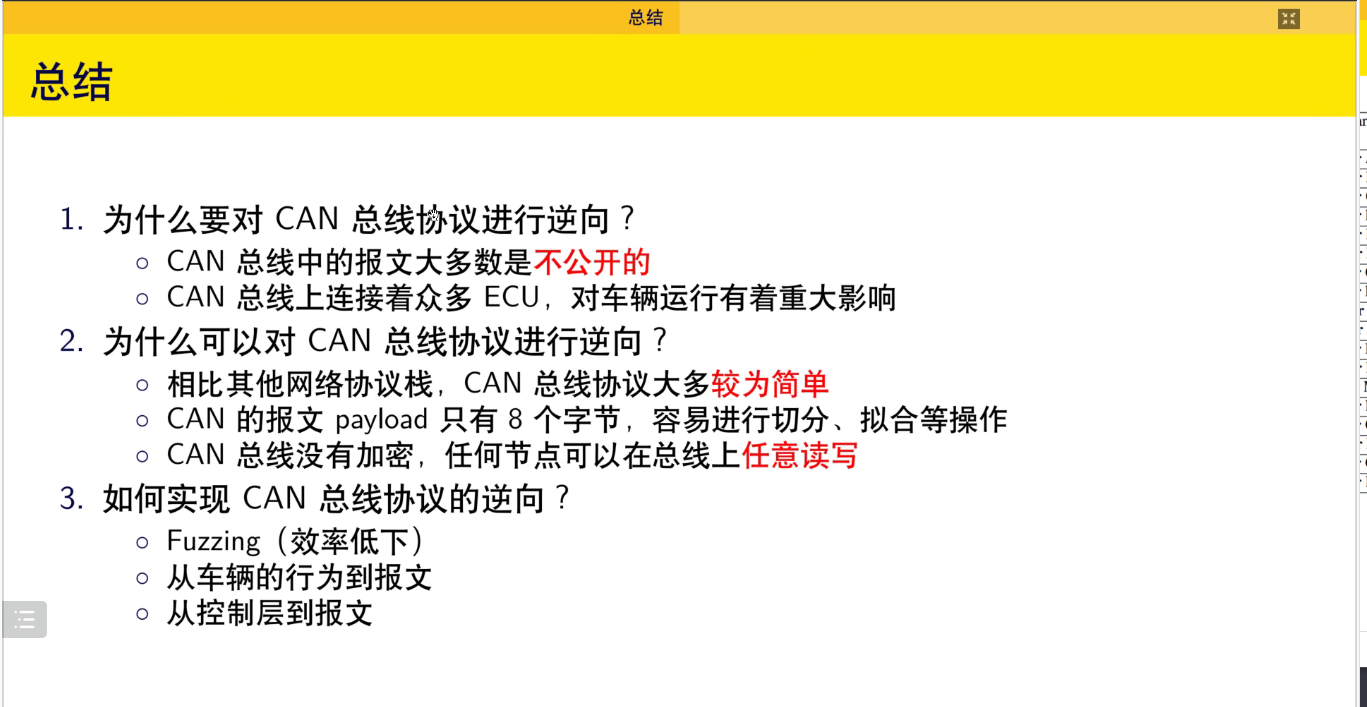 总结
总结
1. 为什么要对 CAN 总线协议进行逆向？
○ CAN 总线中的报文大多数是不公开的
○ CAN 总线上连接着众多 ECU，对车辆运行有着重大影响
2. 为什么可以对 CAN 总线协议进行逆向？
○ 相比其他网络协议栈，CAN 总线协议大多较为简单
○ CAN 的报文 payload 只有 8 个字节，容易进行切分、拟合等操作
○ CAN 总线没有加密，任何节点可以在总线上任意读写
3. 如何实现 CAN 总线协议的逆向？
○ Fuzzing（效率低下）
○ 从车辆的行为到报文
○ 从控制层到报文